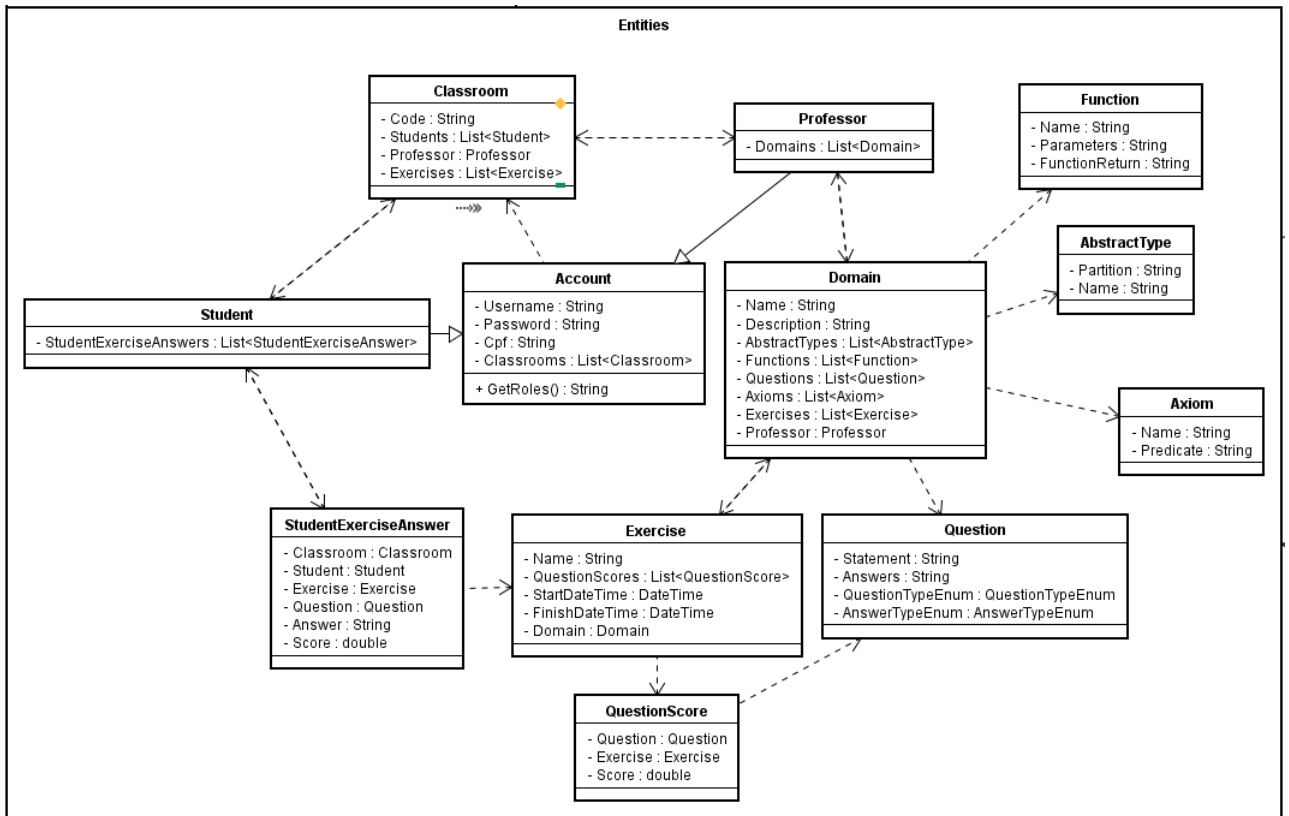 Entities
Classroom
- Code : String
- Students : List<Student>
- Professor : Professor
- Exercises : List<Exercise>
Professor
- Domains : List<Domain>
Function
- Name : String
- Parameters : String
- FunctionReturn : String
AbstractType
- Partition : String
- Name : String
Account
- Username : String
- Password : String
- Cpf : String
- Classrooms : List<Classroom>
+ GetRoles() : String
Domain
- Name : String
- Description : String
- AbstractTypes : List<AbstractType>
- Functions : List<Function>
- Questions : List<Question>
- Axioms : List<Axiom>
- Exercises : List<Exercise>
- Professor : Professor
Student
- StudentExerciseAnswers : List<StudentExerciseAnswer>
Axiom
- Name : String
- Predicate : String
StudentExerciseAnswer
- Classroom : Classroom
- Student : Student
- Exercise : Exercise
- Question : Question
- Answer : String
- Score : double
Exercise
- Name : String
- QuestionScores : List<QuestionScore>
- StartDateTime : DateTime
- FinishDateTime : DateTime
- Domain : Domain
Question
- Statement : String
- Answers : String
- QuestionTypeEnum : QuestionTypeEnum
- AnswerTypeEnum : AnswerTypeEnum
QuestionScore
- Question : Question
- Exercise : Exercise
- Score : double